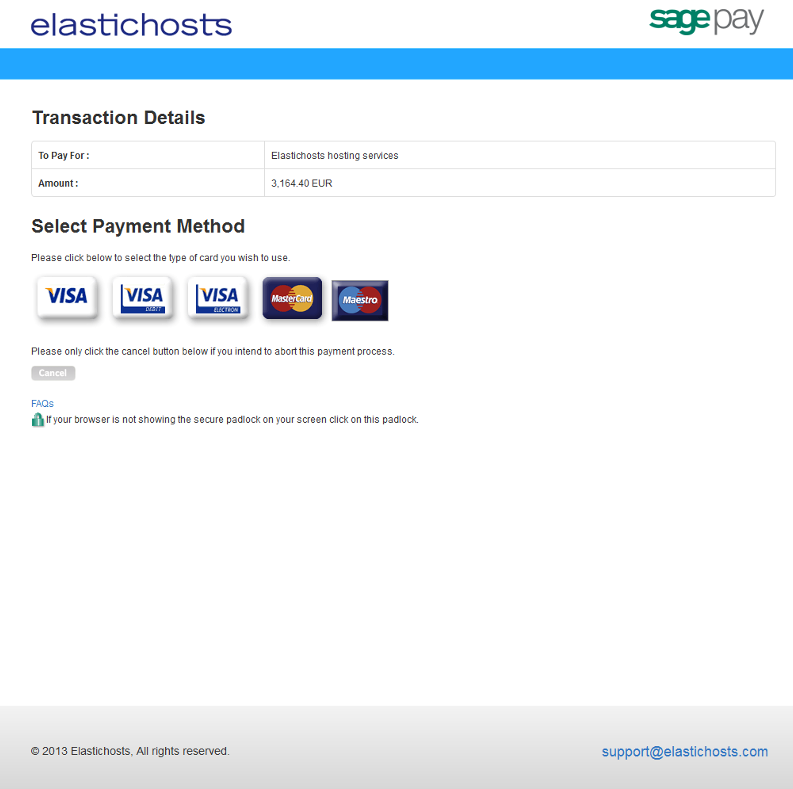 elastichosts
sage pay
Transaction Details
To Pay For : Elastichosts hosting services
Amount : 3,164.40 EUR
Select Payment Method
Please click below to select the type of card you wish to use.
VISA VISA DEBIT VISA ELECTRON MasterCard Maestro
Please only click the cancel button below if you intend to abort this payment process.
Cancel
FAQs
If your browser is not showing the secure padlock on your screen click on this padlock.
© 2013 Elastichosts, All rights reserved. support@elastichosts.com